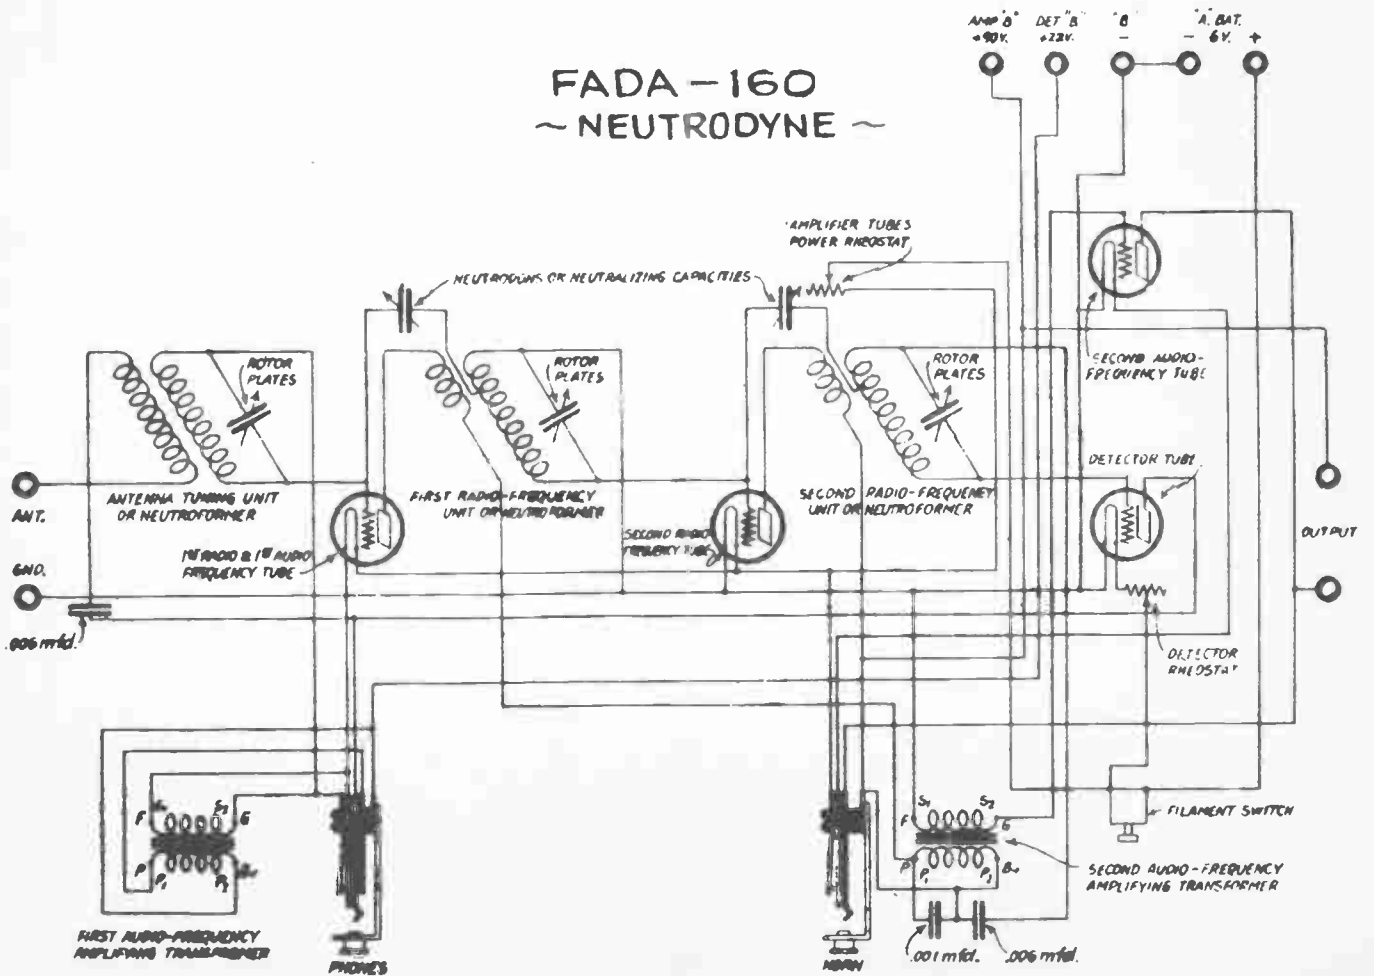 AMP "B" DET "B" "B" "A" BAT.
+90V. +22V. - - 6V. +
FADA-160
~ NEUTRODYNE ~
AMPLIFIER TUBES
POWER RHEOSTAT
NEUTRODONS OR NEUTRALIZING CAPACITIES
ROTOR
PLATES
ROTOR
PLATES
ROTOR
PLATES
SECOND AUDIO-
FREQUENCY TUBE
DETECTOR TUBE
ANT.
ANTENNA TUNING UNIT
OR NEUTROFORMER
FIRST RADIO-FREQUENCY
UNIT OR NEUTROFORMER
SECOND RADIO-FREQUENCY
UNIT OR NEUTROFORMER
OUTPUT
1ST RADIO & 1ST AUDIO
FREQUENCY TUBE
SECOND RADIO
FREQUENCY TUBE
GND.
.006 mfd.
DETECTOR
RHEOSTAT
F S2 G
P P1 P2 B+
FIRST AUDIO-FREQUENCY
AMPLIFYING TRANSFORMER
PHONES
HORN
F S1 S2 G
P P1 P2 B+
FILAMENT SWITCH
SECOND AUDIO-FREQUENCY
AMPLIFYING TRANSFORMER
.001 mfd. .006 mfd.